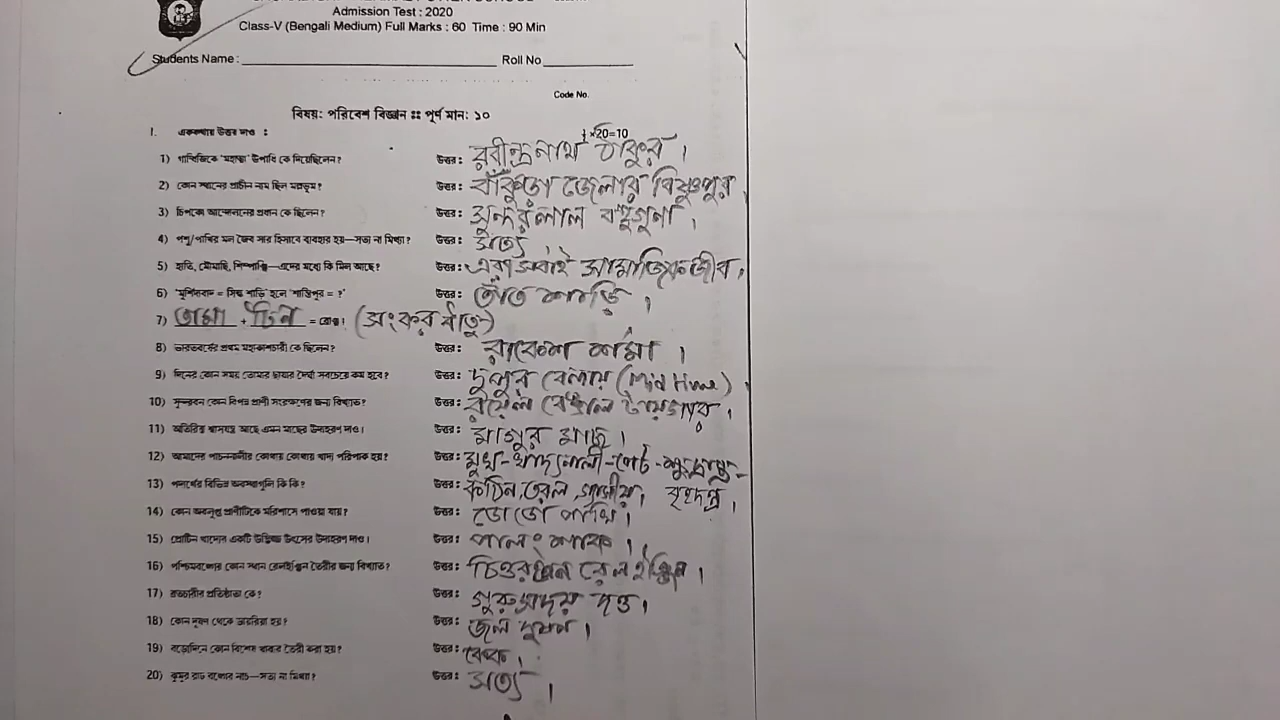 Admission Test : 2020
Class-V (Bengali Medium) Full Marks : 60 Time : 90 Min
Students Name : Roll No
Code No.
বিষয়: পরিবেশ বিজ্ঞান :: পূর্ণ মান: ১০
I. এককথায় উত্তর দাও : ½ ×20=10
1) গান্ধিজিকে 'মহাত্মা' উপাধি কে দিয়েছিলেন? উত্তর : রবীন্দ্রনাথ ঠাকুর ।
2) কোন স্থানের প্রাচীন নাম ছিল মল্লভূম? উত্তর : বাঁকুড়া জেলার বিষ্ণুপুর ।
3) চিপকো আন্দোলনের প্রধান কে ছিলেন? উত্তর : সুন্দরলাল বহুগুণা ।
4) পশু/পাখির মল জৈব সার হিসাবে ব্যবহার হয়—সত্য না মিথ্যা? উত্তর : সত্য ।
5) হাতি, মৌমাছি, শিম্পাঞ্জি—এদের মধ্যে কি মিল আছে? উত্তর : এরা সবাই সামাজিক জীব ।
6) 'মুর্শিদাবাদ = সিল্ক শাড়ি' হলে 'শান্তিপুর = ?' উত্তর : তাঁত শাড়ি ।
7) তামা + টিন = ব্রোঞ্জ। (সংকর ধাতু)
8) ভারতবর্ষের প্রথম মহাকাশচারী কে ছিলেন? উত্তর : রাকেশ শর্মা ।
9) দিনের কোন সময় তোমার ছায়ার দৈর্ঘ্য সবচেয়ে কম হবে? উত্তর : দুপুর বেলায় (Mid time) ।
10) সুন্দরবন কোন বিপন্ন প্রাণী সংরক্ষণের জন্য বিখ্যাত? উত্তর : রয়েল বেঙ্গল টাইগার ।
11) অতিরিক্ত শ্বাসযন্ত্র আছে এমন মাছের উদাহরণ দাও। উত্তর : মাগুর মাছ ।
12) আমাদের পাচননালীর কোথায় কোথায় খাদ্য পরিপাক হয়? উত্তর : মুখ-খাদ্যনালী-পেট-ক্ষুদ্রান্ত্র-
বৃহদন্ত্র ।
13) পদার্থের বিভিন্ন অবস্থাগুলি কি কি? উত্তর : কঠিন, তরল, গ্যাসীয় ।
14) কোন অবলুপ্ত প্রাণীটিকে মরিশাসে পাওয়া যায়? উত্তর : ডোডো পাখি ।
15) প্রোটিন খাদ্যের একটি উদ্ভিজ্জ উৎসের উদাহরণ দাও। উত্তর : পালং শাক ।
16) পশ্চিমবঙ্গের কোন স্থান রেলইঞ্জিন তৈরীর জন্য বিখ্যাত? উত্তর : চিত্তরঞ্জন রেল ইঞ্জিন ।
17) ব্রতচারীর প্রতিষ্ঠাতা কে? উত্তর : গুরুসদয় দত্ত ।
18) কোন দূষণ থেকে ডায়রিয়া হয়? উত্তর : জল দূষণ ।
19) বড়োদিনে কোন বিশেষ খাবার তৈরী করা হয়? উত্তর : কেক ।
20) ঝুমুর রাঢ় বঙ্গের নাচ—সত্য না মিথ্যা? উত্তর : সত্য ।